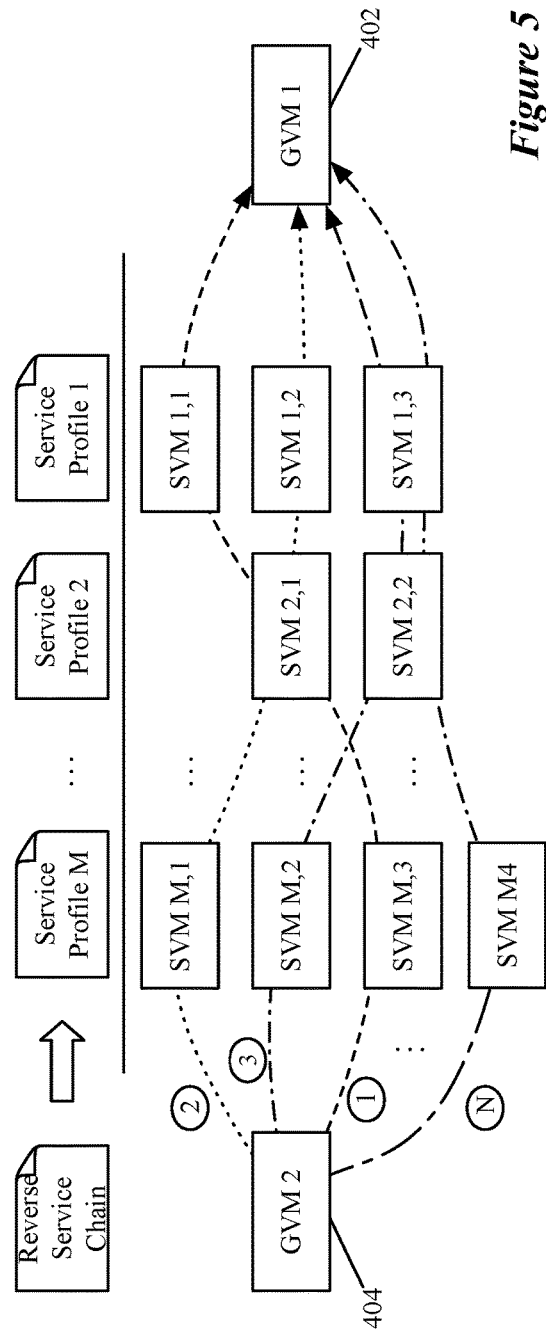 Reverse
Service
Chain
Service
Profile M
...
Service
Profile 2
Service
Profile 1
GVM 2
404
2
3
1
...
N
SVM M,1
SVM M,2
SVM M,3
SVM M4
...
...
...
SVM 2,1
SVM 2,2
SVM 1,1
SVM 1,2
SVM 1,3
GVM 1
402
Figure 5